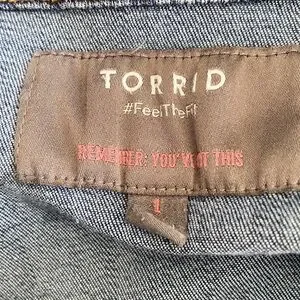 TORRID
#FeelTheFit
REMEMBER: YOU'VE GOT THIS
1